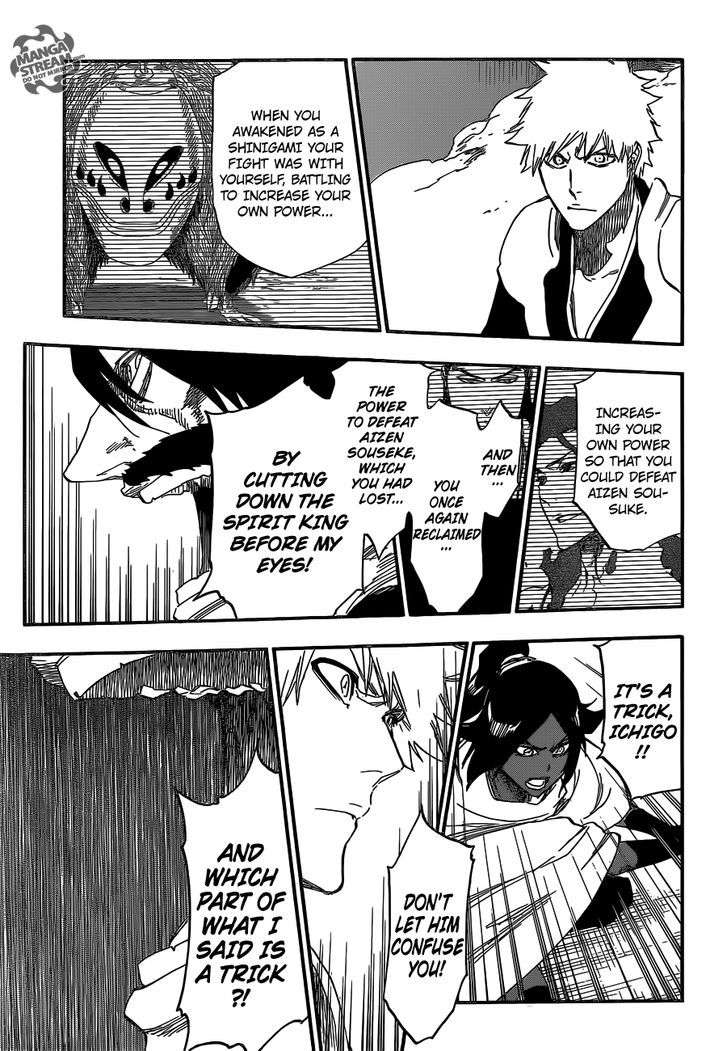 MANGA
STREAM.com
DO NOT MIRROR
WHEN YOU
AWAKENED AS A
SHINIGAMI YOUR
FIGHT WAS WITH
YOURSELF, BATTLING
TO INCREASE YOUR
OWN POWER...
INCREAS-
ING YOUR
OWN POWER
SO THAT YOU
COULD DEFEAT
AIZEN SOU-
SUKE.
AND
THEN...
YOU
ONCE
AGAIN
RECLAIMED
...
THE
POWER
TO DEFEAT
AIZEN
SOUSEKE,
WHICH
YOU HAD
LOST...
BY
CUTTING
DOWN THE
SPIRIT KING
BEFORE MY
EYES!
IT'S A
TRICK,
ICHIGO
!!
DON'T
LET HIM
CONFUSE
YOU!
AND
WHICH
PART OF
WHAT I
SAID IS
A TRICK
?!